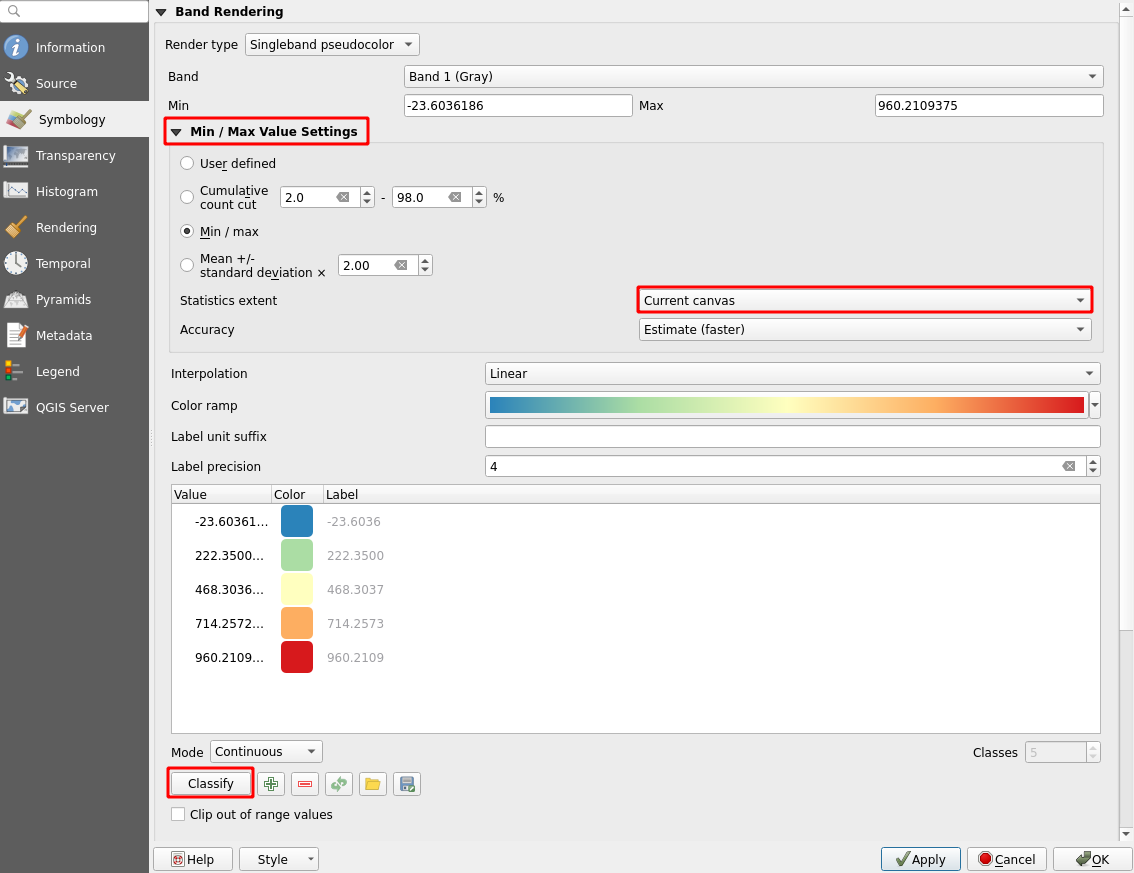 Band Rendering
Information
Source
Symbology
Transparency
Histogram
Rendering
Temporal
Pyramids
Metadata
Legend
QGIS Server
Render type Singleband pseudocolor
Band Band 1 (Gray)
Min -23.6036186 Max 960.2109375
Min / Max Value Settings
User defined
Cumulative
count cut 2.0 - 98.0 %
Min / max
Mean +/-
standard deviation × 2.00
Statistics extent Current canvas
Accuracy Estimate (faster)
Interpolation Linear
Color ramp
Label unit suffix
Label precision 4
Value Color Label
-23.60361... -23.6036
222.3500... 222.3500
468.3036... 468.3037
714.2572... 714.2573
960.2109... 960.2109
Mode Continuous Classes 5
Classify
Clip out of range values
Help Style Apply Cancel OK